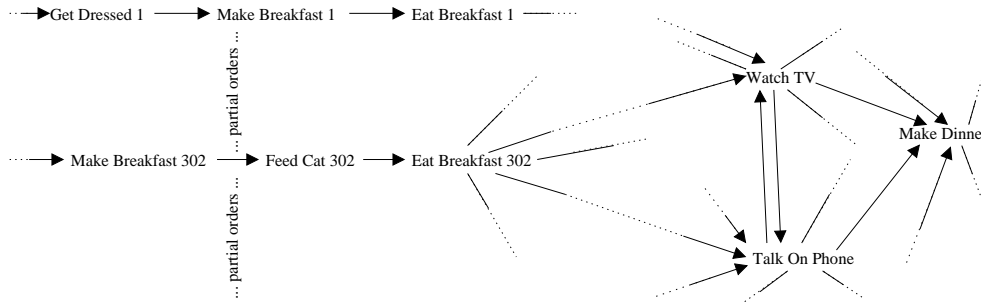 Get Dressed 1 Make Breakfast 1 Eat Breakfast 1
... partial orders ...
Watch TV
Make Dinne
Make Breakfast 302 Feed Cat 302 Eat Breakfast 302
... partial orders ...
Talk On Phone